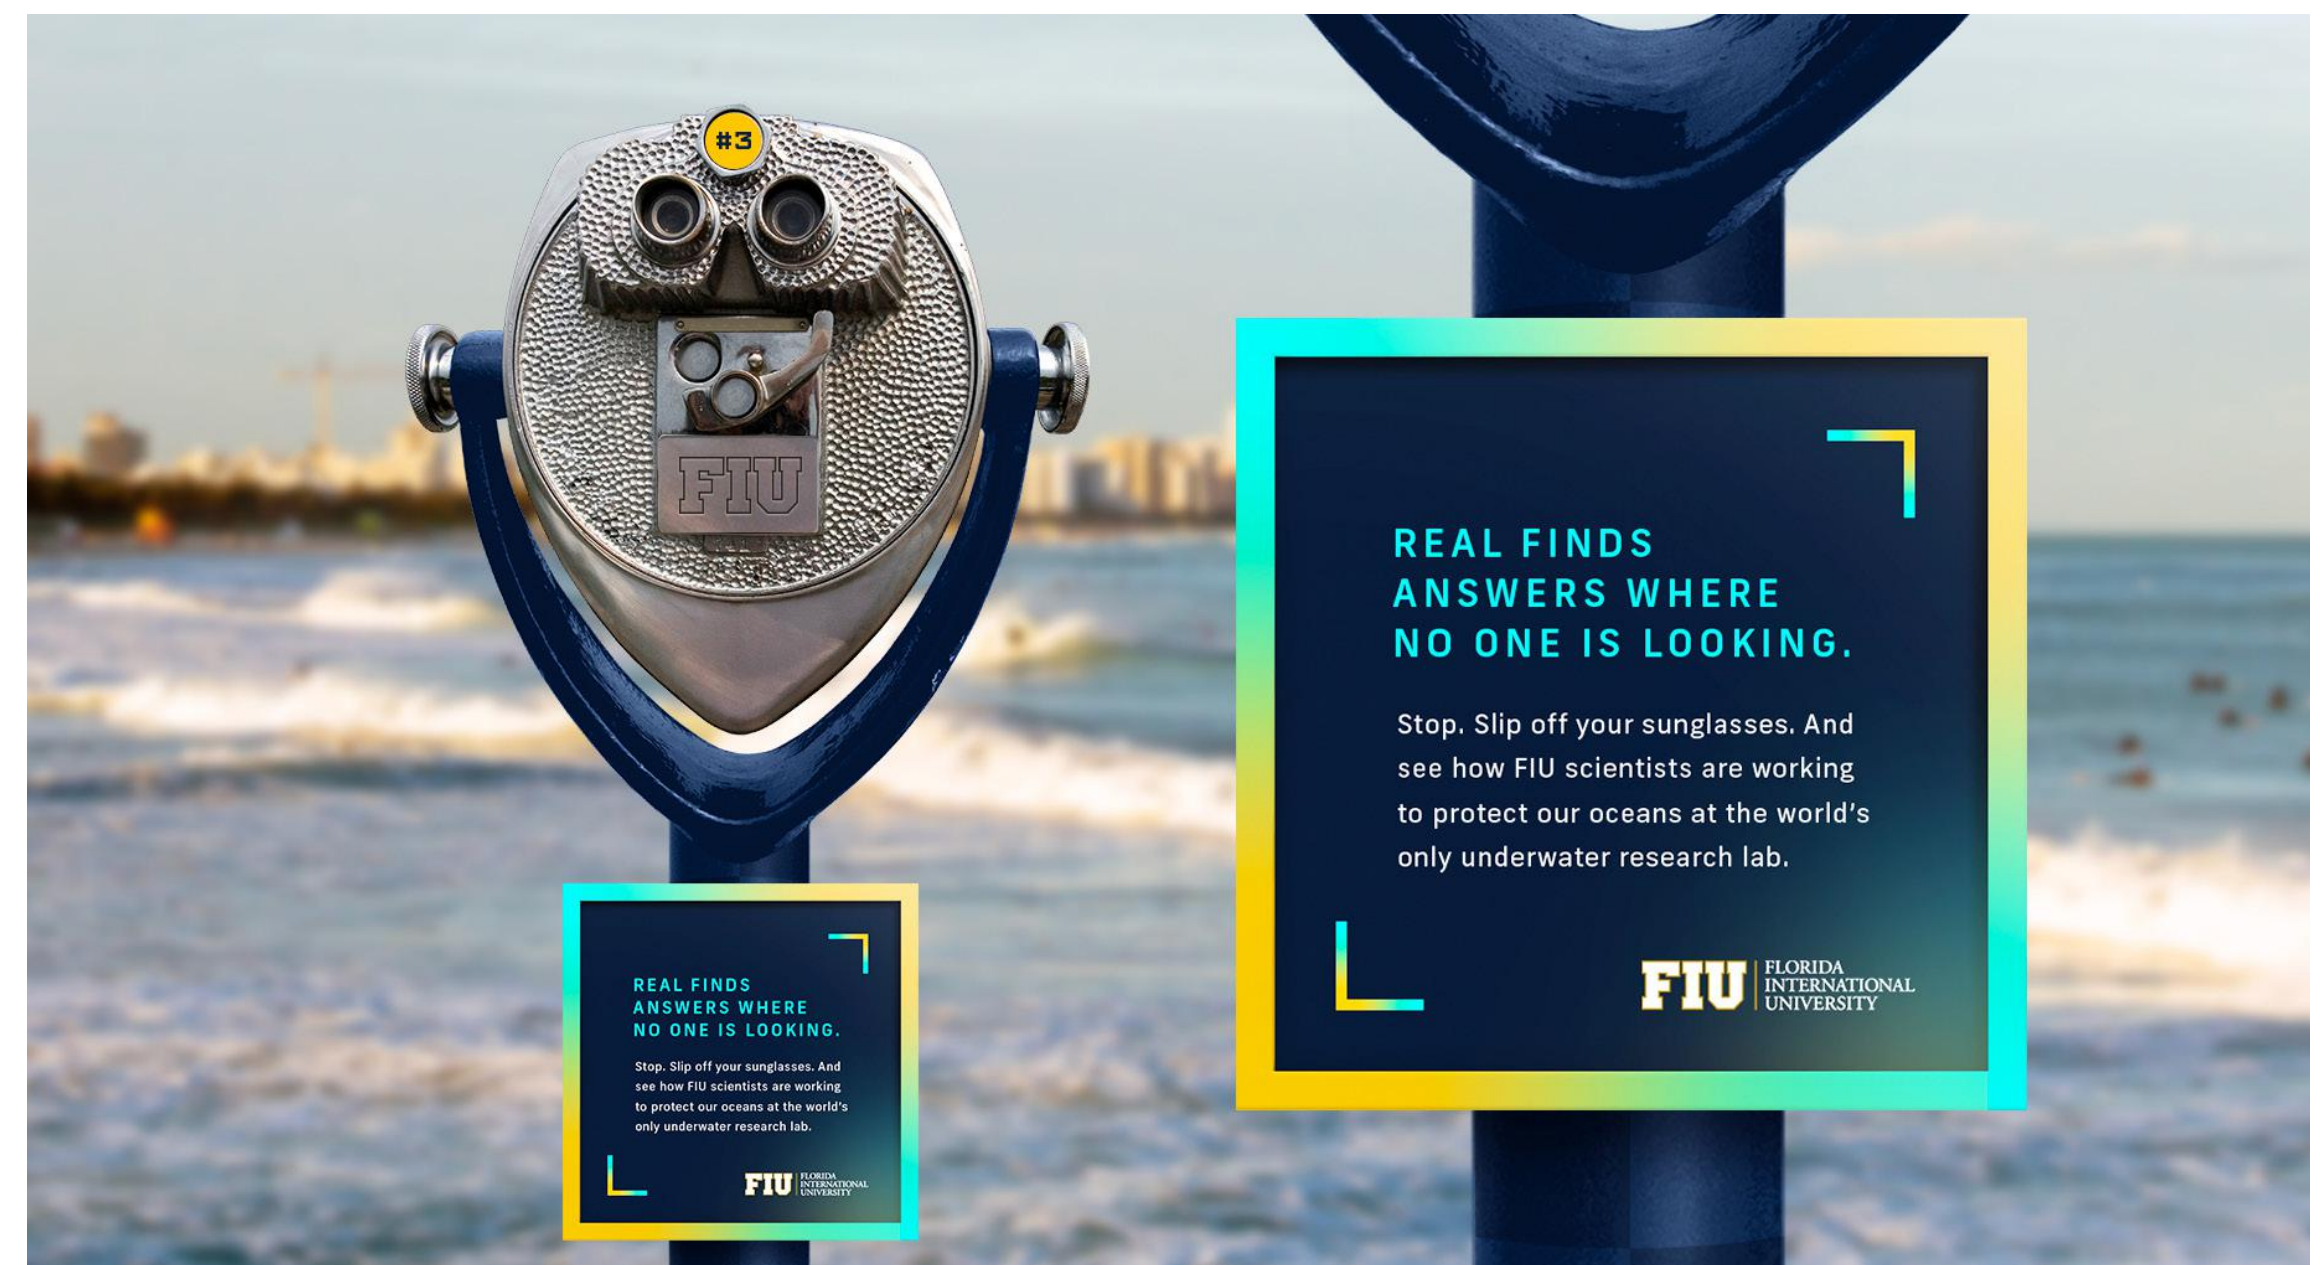 #3
FIU
REAL FINDS
ANSWERS WHERE
NO ONE IS LOOKING.
Stop. Slip off your sunglasses. And
see how FIU scientists are working
to protect our oceans at the world's
only underwater research lab.
FIU
FLORIDA
INTERNATIONAL
UNIVERSITY
REAL FINDS
ANSWERS WHERE
NO ONE IS LOOKING.
Stop. Slip off your sunglasses. And
see how FIU scientists are working
to protect our oceans at the world's
only underwater research lab.
FIU
FLORIDA
INTERNATIONAL
UNIVERSITY